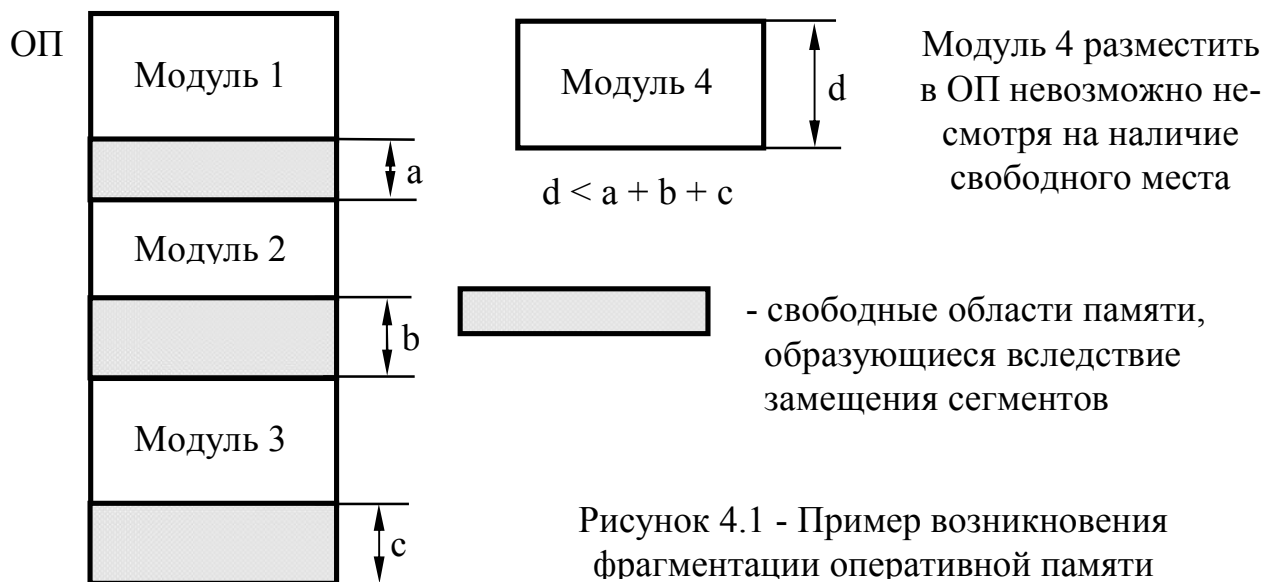 ОП
Модуль 1
a
Модуль 2
b
Модуль 3
c
Модуль 4
d
d < a + b + c
Модуль 4 разместить
в ОП невозможно не-
смотря на наличие
свободного места
- свободные области памяти,
образующиеся вследствие
замещения сегментов
Рисунок 4.1 - Пример возникновения
фрагментации оперативной памяти